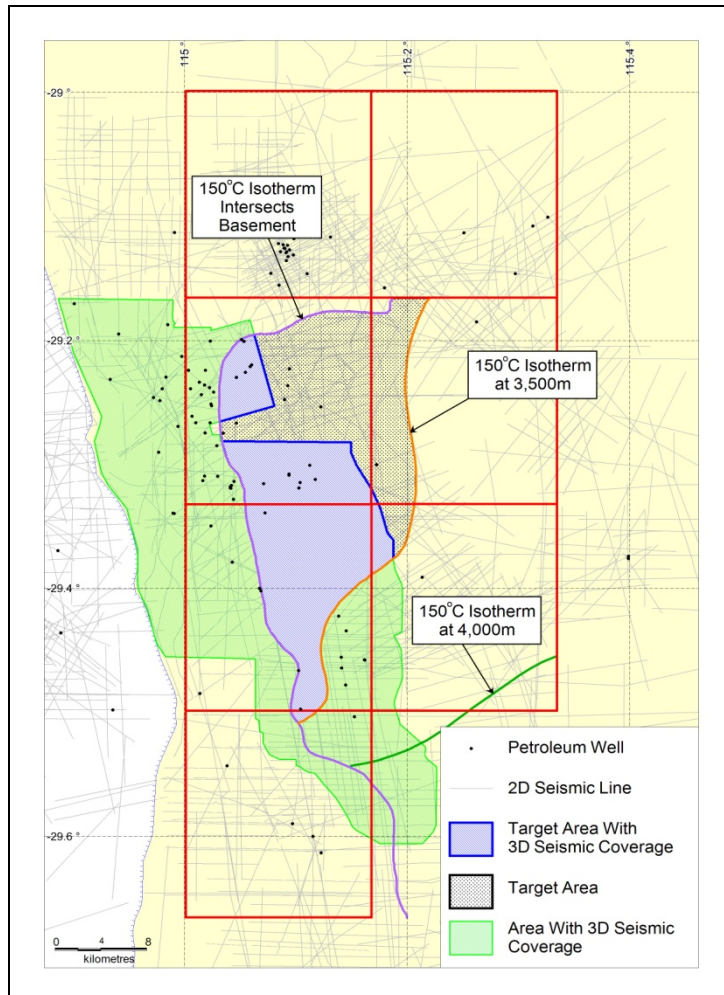 115°
115.2°
115.4°
-29°
150°C Isotherm
Intersects
Basement
-29.2°
150°C Isotherm
at 3,500m
-29.4°
150°C Isotherm
at 4,000m
-29.6°
Petroleum Well
2D Seismic Line
Target Area With
3D Seismic Coverage
Target Area
Area With 3D Seismic
Coverage
0 4 8
kilometres